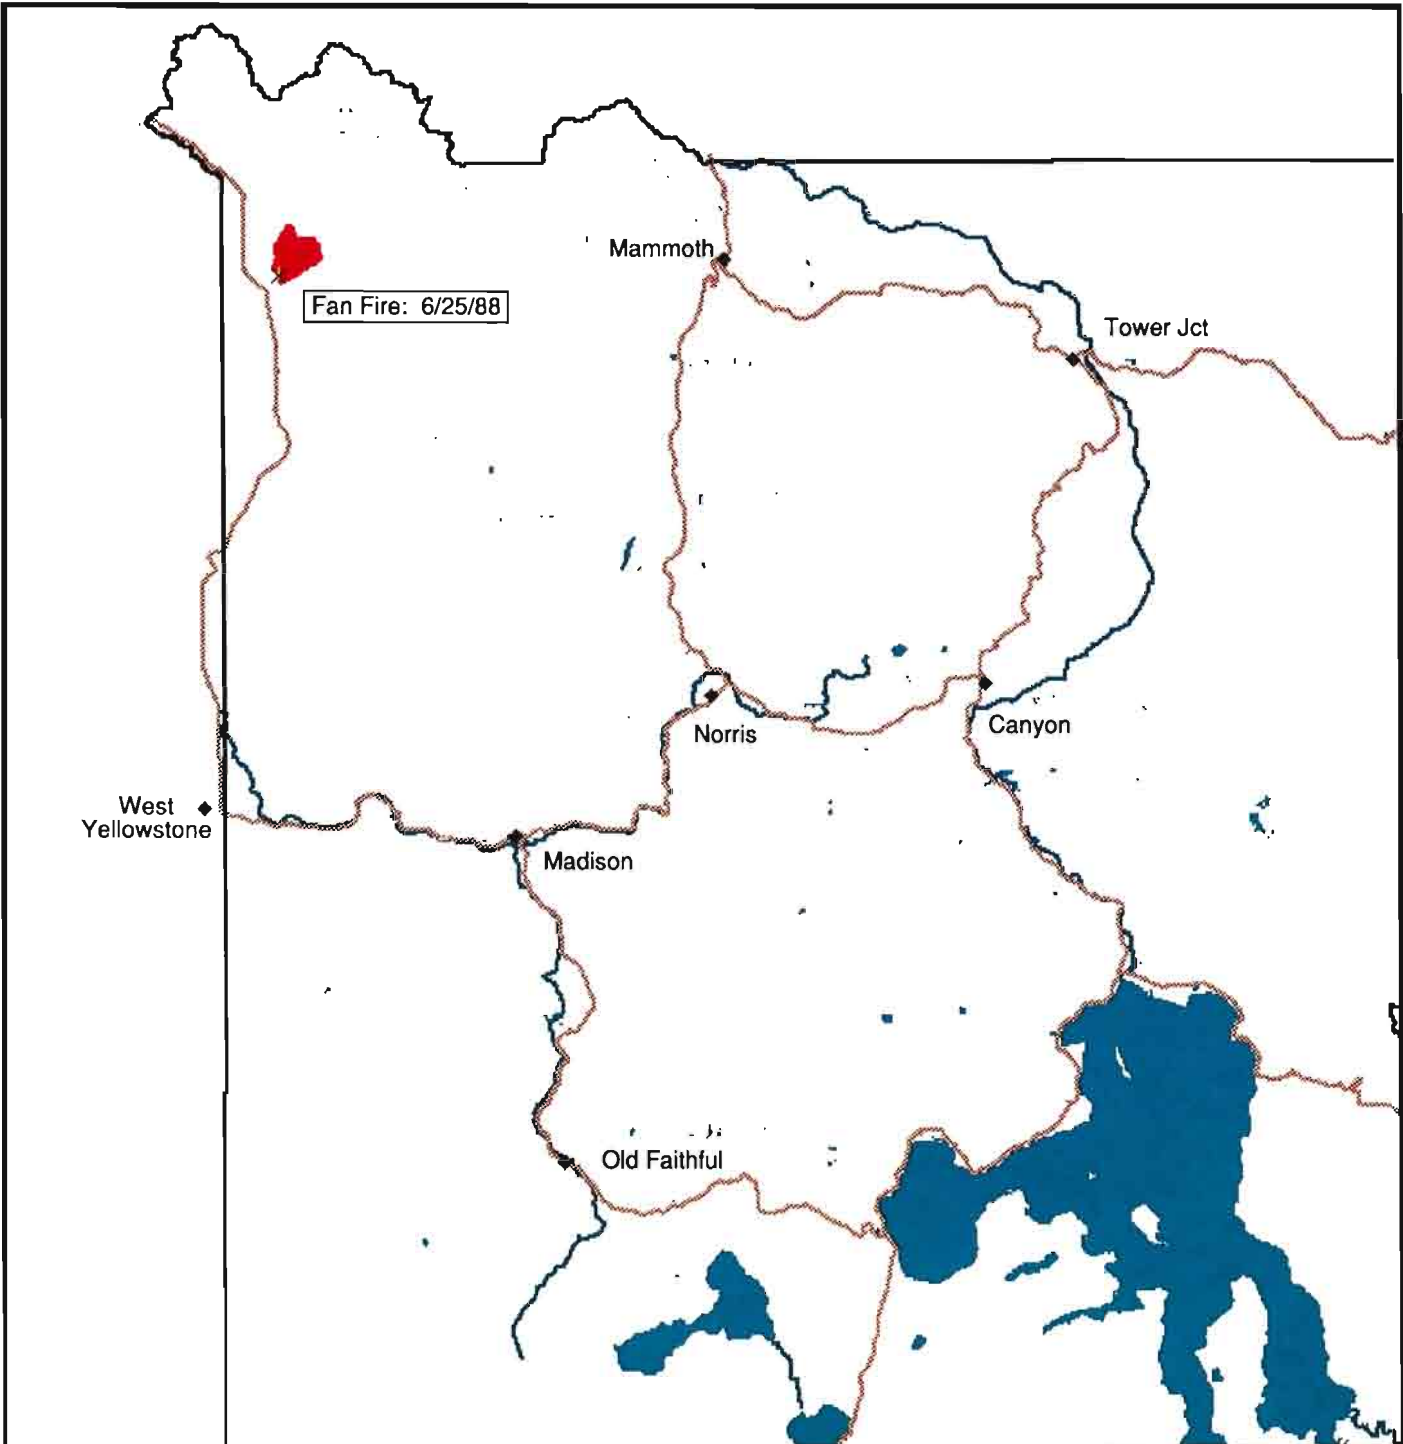 Mammoth
Fan Fire: 6/25/88
Tower Jct
Norris
Canyon
West
Yellowstone
Madison
Old Faithful